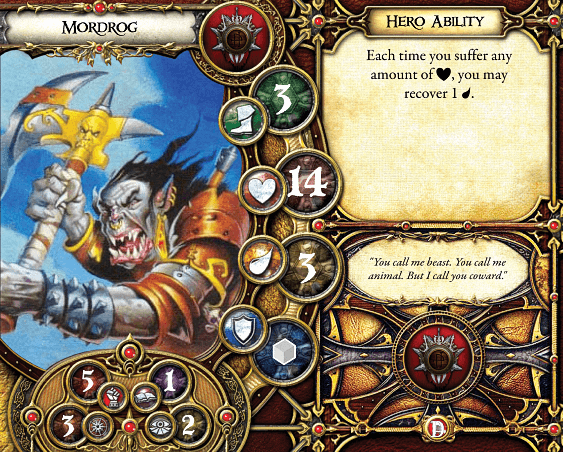 Mordrog
Hero Ability
Each time you suffer any
amount of ♥, you may
recover 1 .
3
14
3
"You call me beast. You call me
animal. But I call you coward."
5
1
3
2
D